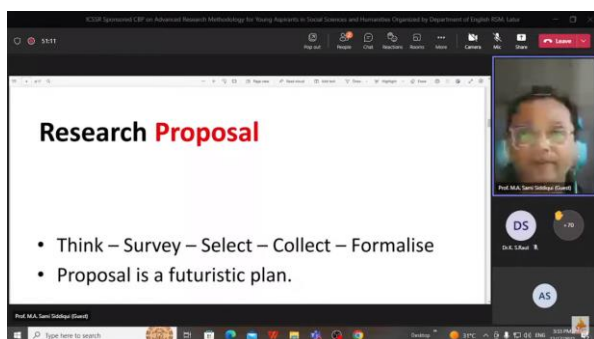 ICSSR Sponsored CBP on Advanced Research Methodology for Young Aspirants in Social Sciences and Humanities Organized by Department of English RSM, Latur
51:11
Pop out People Chat Reactions Rooms More Camera Mic Share Leave
Research Proposal
• Think – Survey – Select – Collect – Formalise
• Proposal is a futuristic plan.
Prof. M.A. Sami Siddiqui (Guest)
DS
+70
Dr.K. S.Raut
AS
Prof. M.A. Sami Siddiqui (Guest)
Type here to search
Desktop
31°C
ENG